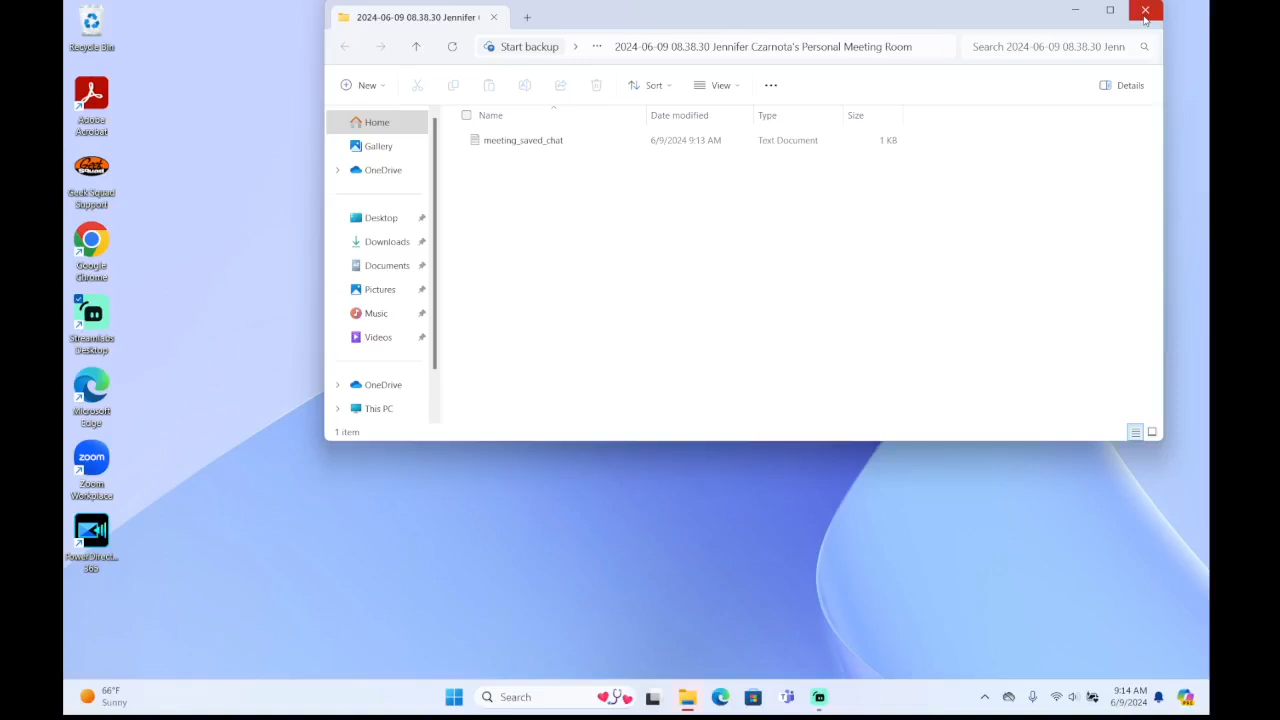 Recycle Bin
Adobe
Acrobat
Geek Squad
Geek Squad
Support
Google
Chrome
Streamlabs
Desktop
Microsoft
Edge
zoom
Zoom
Workplace
PowerDirect...
365
2024-06-09 08.38.30 Jennifer
Start backup
2024-06-09 08.38.30 Jennifer Czarnota's Personal Meeting Room
Search 2024-06-09 08.38.30 Jenn
New
Sort
View
Details
Home
Gallery
OneDrive
Desktop
Downloads
Documents
Pictures
Music
Videos
OneDrive
This PC
Name Date modified Type Size
meeting_saved_chat 6/9/2024 9:13 AM Text Document 1 KB
1 item
66°F
Sunny
Search
9:14 AM
6/9/2024